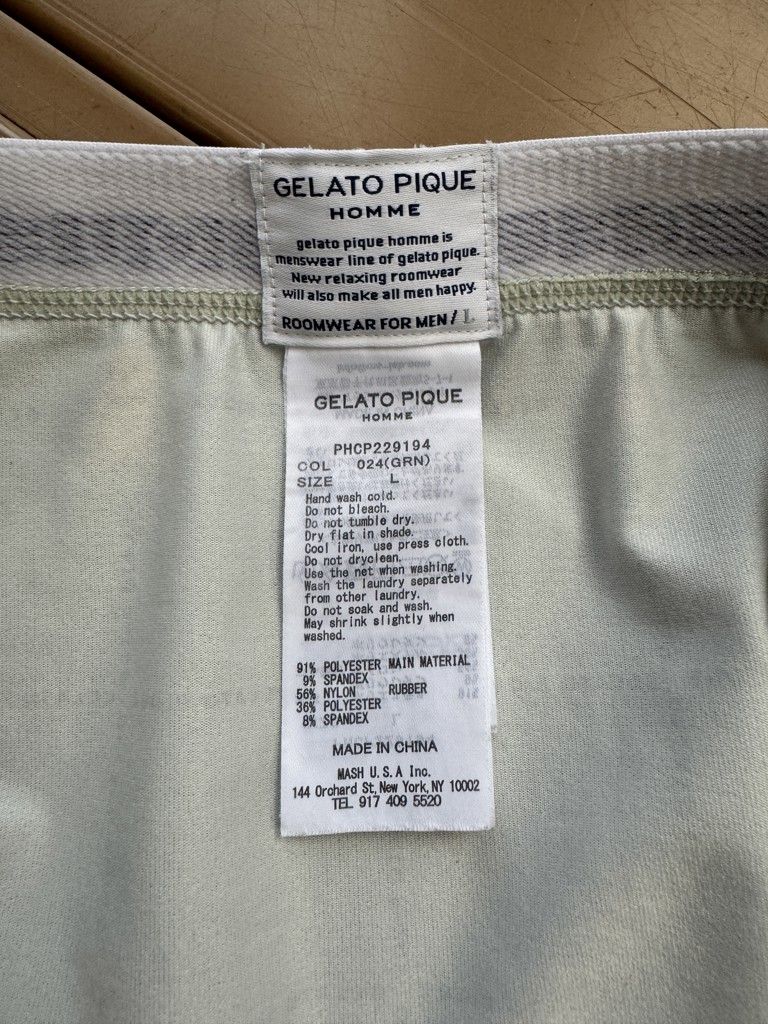 GELATO PIQUE
HOMME
gelato pique homme is
menswear line of gelato pique.
New relaxing roomwear
will also make all men happy.
ROOMWEAR FOR MEN / L
GELATO PIQUE
HOMME
PHCP229194
COL 024(GRN)
SIZE L
Hand wash cold.
Do not bleach.
Do not tumble dry.
Dry flat in shade.
Cool iron, use press cloth.
Do not dryclean.
Use the net when washing.
Wash the laundry separately
from other laundry.
Do not soak and wash.
May shrink slightly when
washed.
91% POLYESTER MAIN MATERIAL
9% SPANDEX
56% NYLON RUBBER
36% POLYESTER
8% SPANDEX
MADE IN CHINA
MASH U.S.A Inc.
144 Orchard St, New York, NY 10002
TEL 917 409 5520